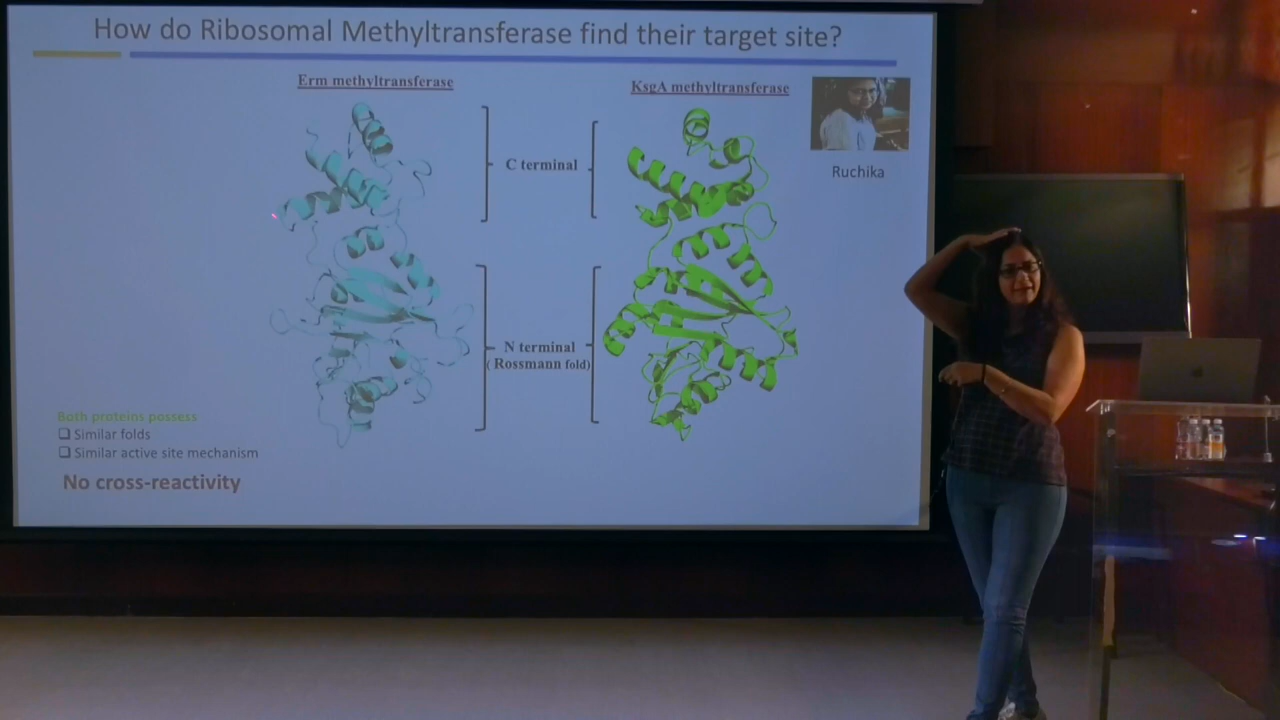 How do Ribosomal Methyltransferase find their target site?
Erm methyltransferase
KsgA methyltransferase
Ruchika
C terminal
N terminal
( Rossmann fold)
Both proteins possess
❑ Similar folds
❑ Similar active site mechanism
No cross-reactivity